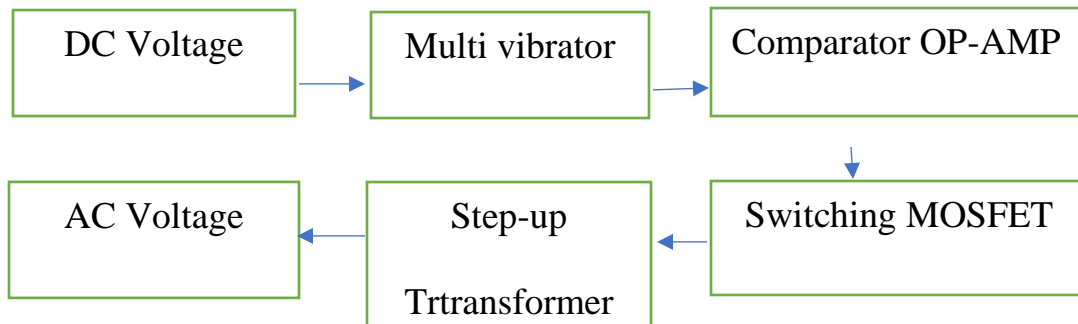 DC Voltage
Multi vibrator
Comparator OP-AMP
Switching MOSFET
Step-up
Trtransformer
AC Voltage